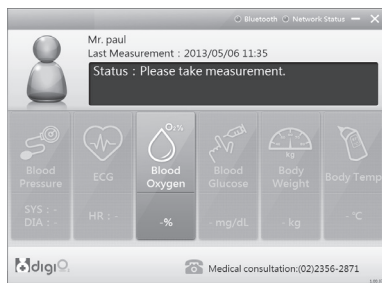 Bluetooth Network Status
Mr. paul
Last Measurement : 2013/05/06 11:35
Status : Please take measurement.
O₂%
kg
Blood Pressure
ECG
Blood Oxygen
Blood Glucose
Body Weight
Body Temp
SYS : -
DIA : -
HR : -
-%
- mg/dL
- kg
- °C
digiO2
Medical consultation:(02)2356-2871